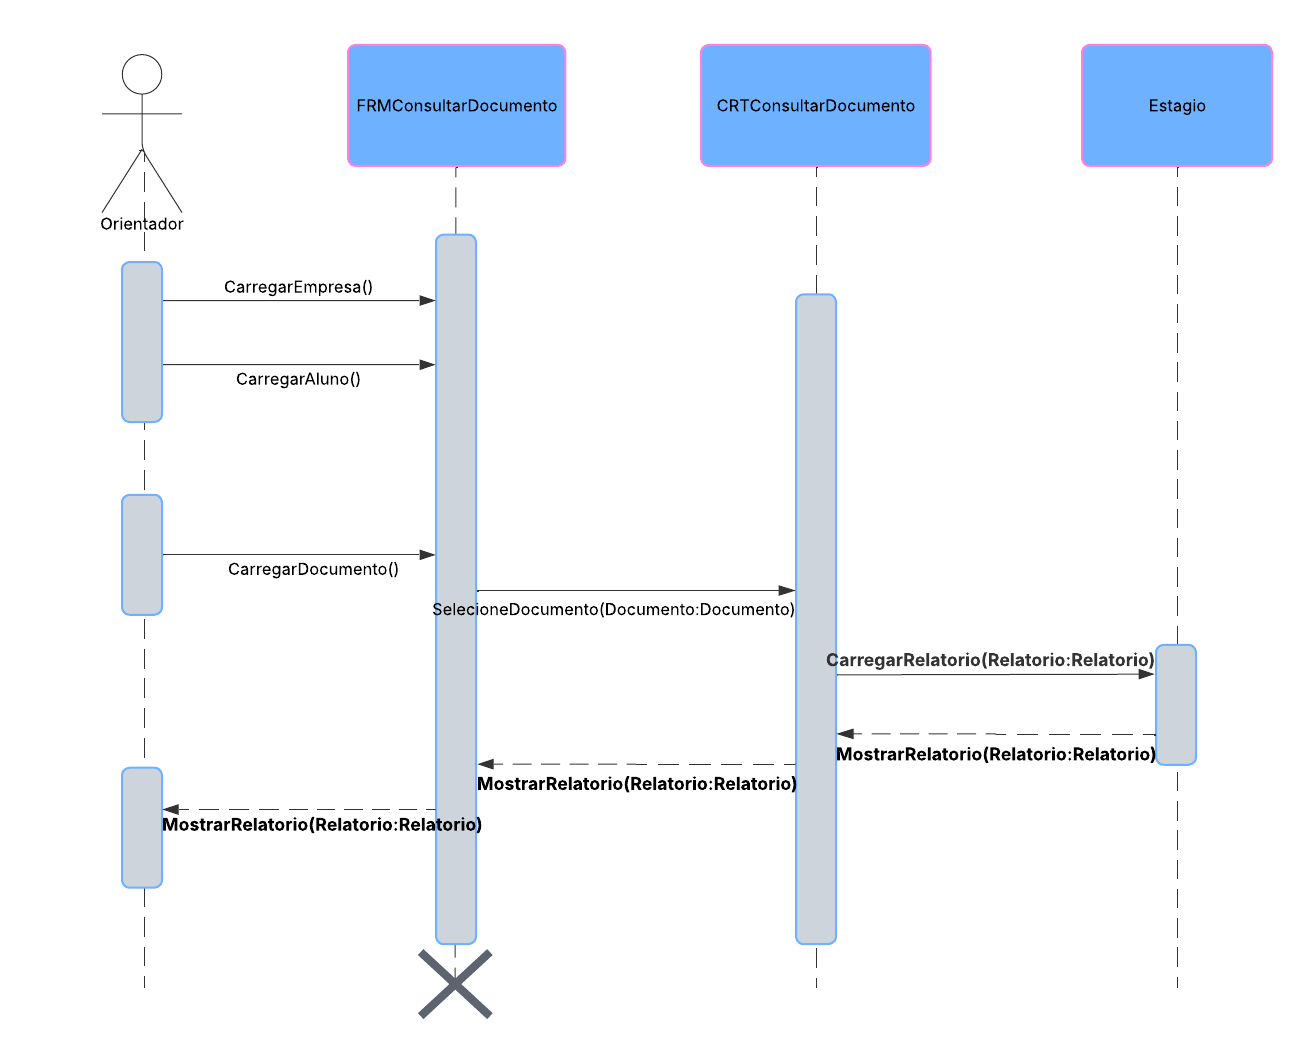 FRMConsultarDocumento
CRTConsultarDocumento
Estagio
Orientador
CarregarEmpresa()
CarregarAluno()
CarregarDocumento()
SelecioneDocumento(Documento:Documento)
CarregarRelatorio(Relatorio:Relatorio)
MostrarRelatorio(Relatorio:Relatorio)
MostrarRelatorio(Relatorio:Relatorio)
MostrarRelatorio(Relatorio:Relatorio)